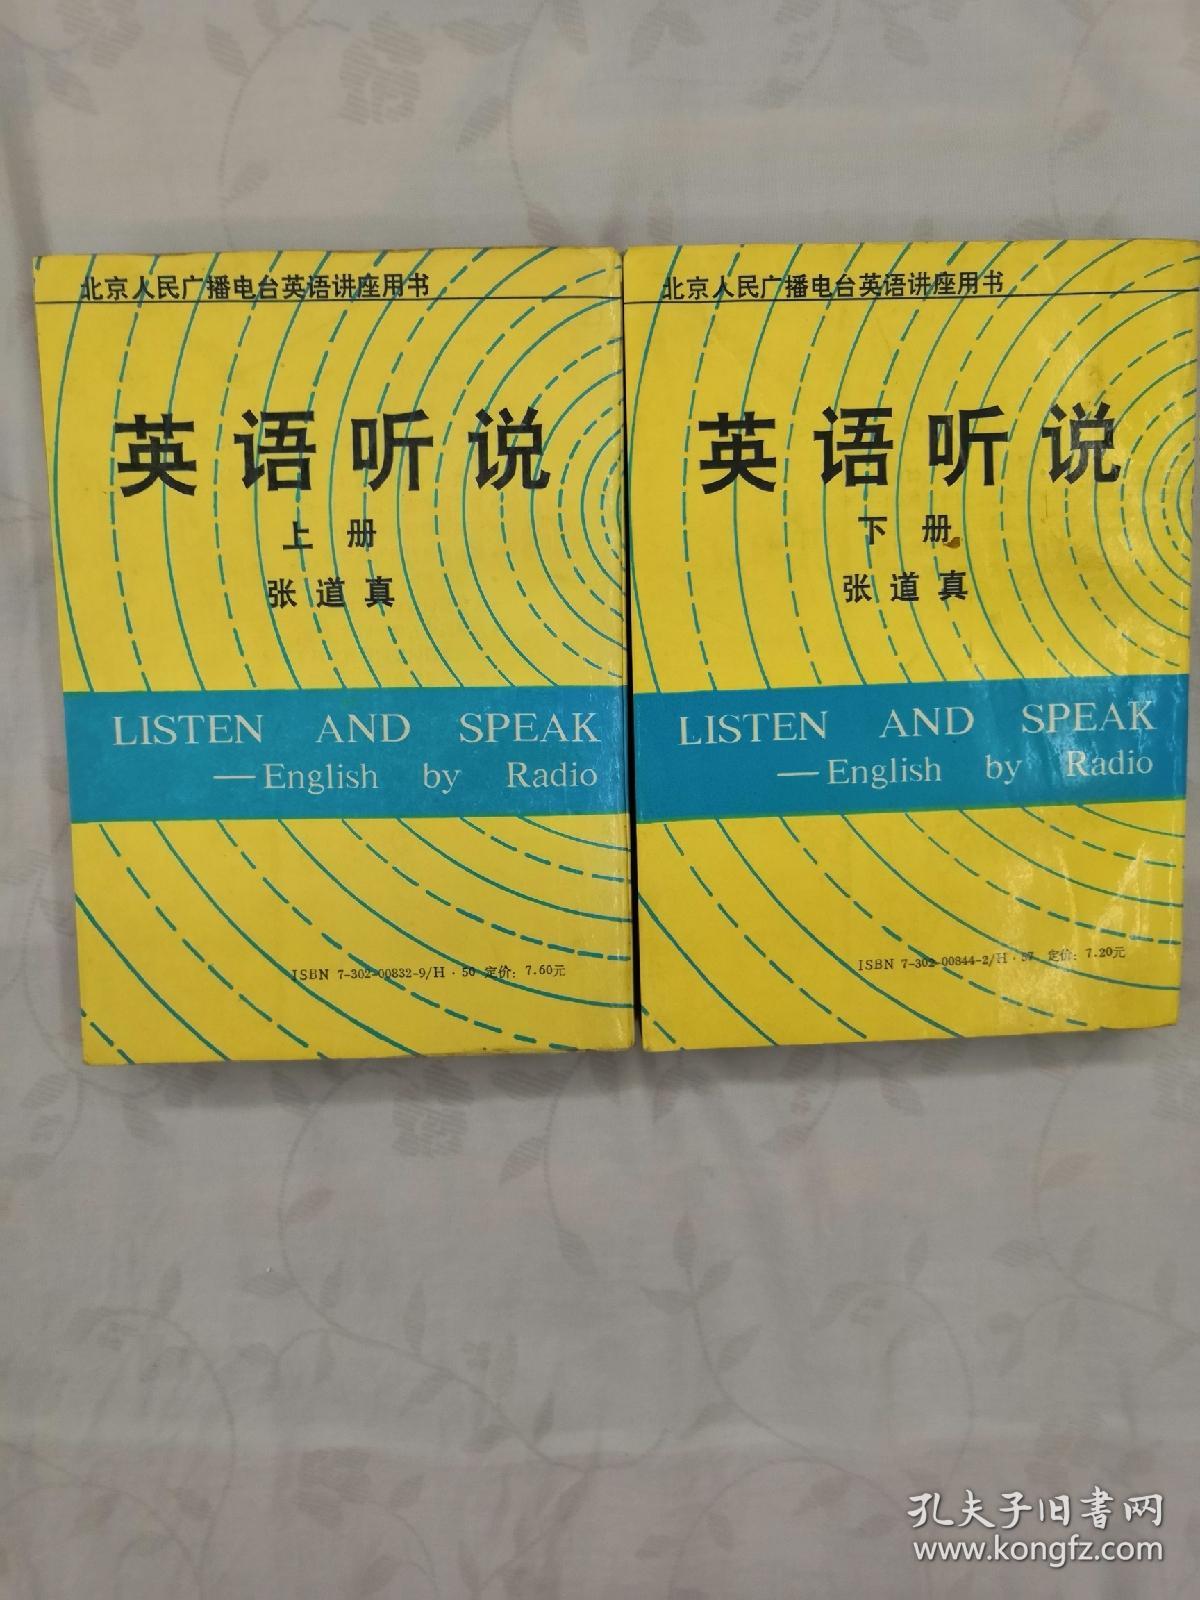 北京人民广播电台英语讲座用书
英语听说
上册
张道真
LISTEN AND SPEAK
—English by Radio
ISBN 7-302-00832-9/H·50 定价：7.60元
北京人民广播电台英语讲座用书
英语听说
下册
张道真
LISTEN AND SPEAK
—English by Radio
ISBN 7-302-00844-2/H·57 定价：7.20元
孔夫子旧書网
www.kongfz.com